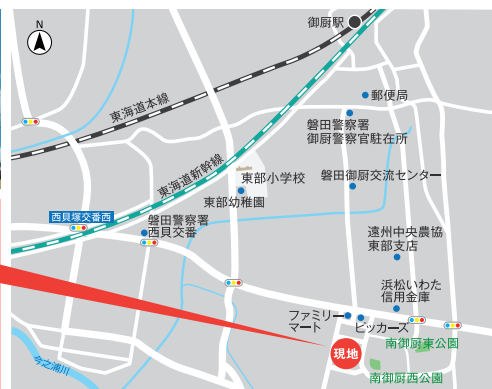 N
御厨駅
東海道本線
郵便局
磐田警察署
御厨警察官駐在所
東海道新幹線
東部小学校
磐田御厨交流センター
東部幼稚園
西貝塚交番西
磐田警察署
西貝交番
遠州中央農協
東部支店
浜松いわた
信用金庫
ファミリー
マート
ビッカーズ
南御厨東公園
現地
今之浦川
南御厨西公園